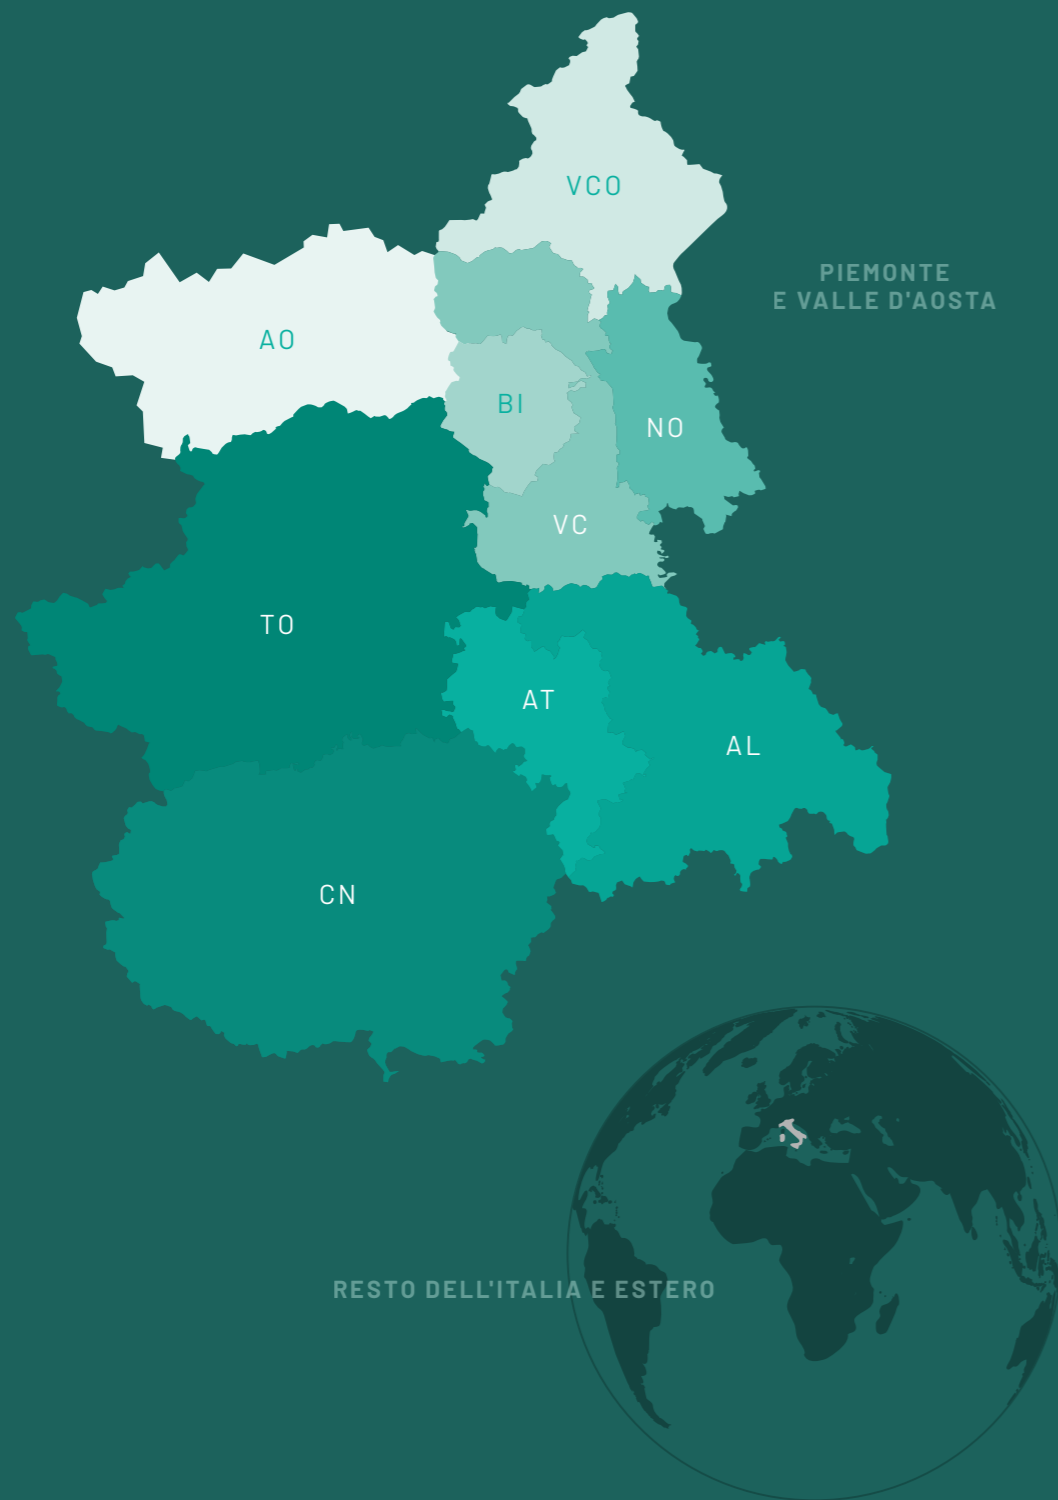 VCO
PIEMONTE
E VALLE D'AOSTA
AO
BI
NO
VC
TO
AT
AL
CN
RESTO DELL'ITALIA E ESTERO